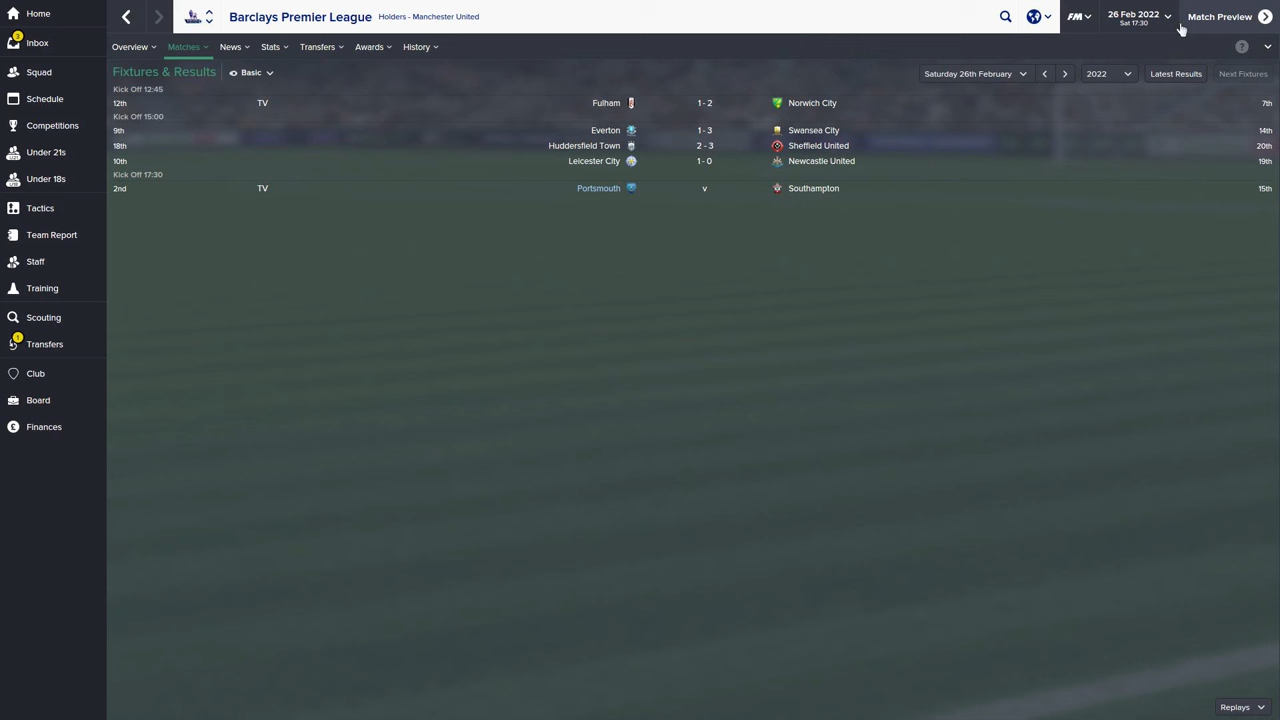 Home
Barclays Premier League Holders - Manchester United
FM 26 Feb 2022 Match Preview
Sat 17:30
3
Inbox
Overview Matches News Stats Transfers Awards History ?
Squad
Fixtures & Results Basic Saturday 26th February 2022 Latest Results Next Fixtures
Kick Off 12:45
Schedule
12th TV Fulham 1 - 2 Norwich City 7th
Kick Off 15:00
Competitions
9th Everton 1 - 3 Swansea City 14th
18th Huddersfield Town 2 - 3 Sheffield United 20th
U21
Under 21s
10th Leicester City 1 - 0 Newcastle United 19th
Kick Off 17:30
U18
Under 18s
2nd TV Portsmouth v Southampton 15th
Tactics
Team Report
Staff
Training
Scouting
1
Transfers
Club
Board
Finances
Replays